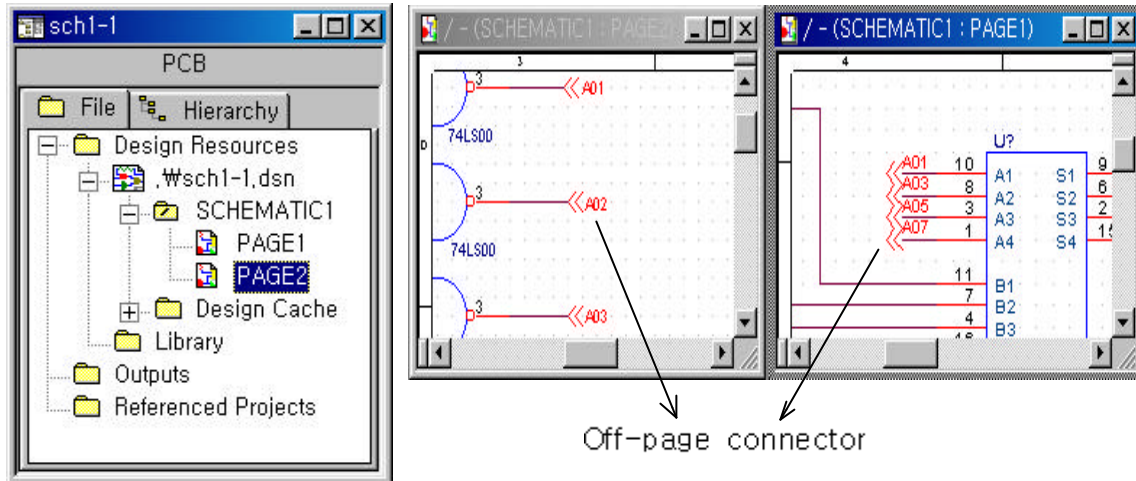 sch1-1
PCB
File
Hierarchy
Design Resources
.₩sch1-1.dsn
SCHEMATIC1
PAGE1
PAGE2
Design Cache
Library
Outputs
Referenced Projects
/ - (SCHEMATIC1 : PAGE2)
3
D
3
A01
74LS00
3
A02
74LS00
3
A03
/ - (SCHEMATIC1 : PAGE1)
4
U?
A01 10 A1 S1 9
A03 8 A2 S2 6
A05 3 A3 S3 2
A07 1 A4 S4 15
11 B1
7 B2
4 B3
16
Off-page connector